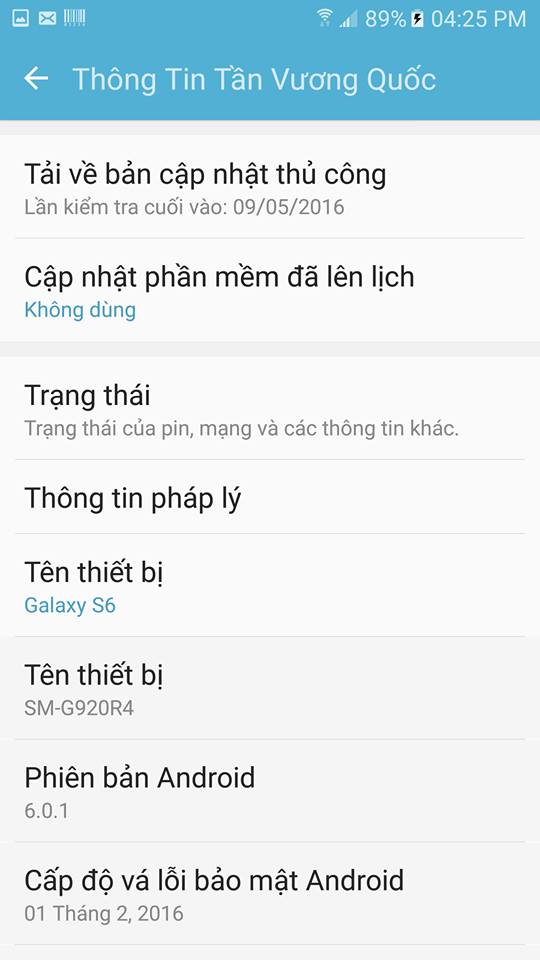 89% 04:25 PM
Thông Tin Tần Vương Quốc
Tải về bản cập nhật thủ công
Lần kiểm tra cuối vào: 09/05/2016
Cập nhật phần mềm đã lên lịch
Không dùng
Trạng thái
Trạng thái của pin, mạng và các thông tin khác.
Thông tin pháp lý
Tên thiết bị
Galaxy S6
Tên thiết bị
SM-G920R4
Phiên bản Android
6.0.1
Cấp độ vá lỗi bảo mật Android
01 Tháng 2, 2016